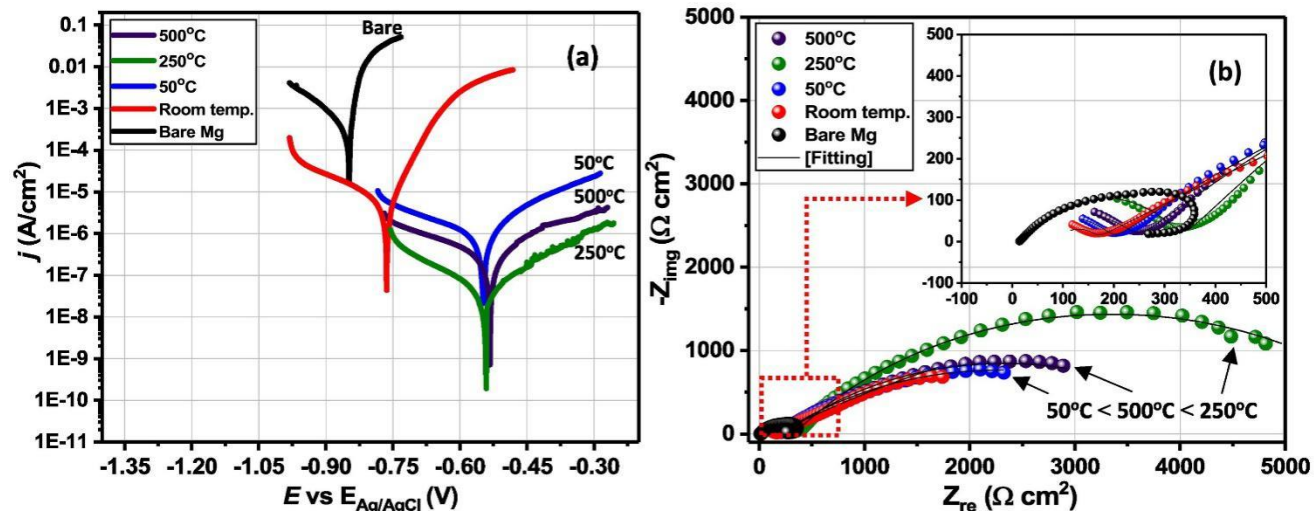 0.1
0.01
1E-3
1E-4
1E-5
1E-6
1E-7
1E-8
1E-9
1E-10
1E-11
j (A/cm²)
500°C
250°C
50°C
Room temp.
Bare Mg
Bare
(a)
50°C
500°C
250°C
-1.35 -1.20 -1.05 -0.90 -0.75 -0.60 -0.45 -0.30
E vs E_Ag/AgCl (V)
5000
4000
3000
2000
1000
0
-Z_img (Ω cm²)
500°C
250°C
50°C
Room temp.
Bare Mg
[Fitting]
500
400
300
200
100
0
-100
(b)
-100 0 100 200 300 400 500
50°C < 500°C < 250°C
0 1000 2000 3000 4000 5000
Z_re (Ω cm²)